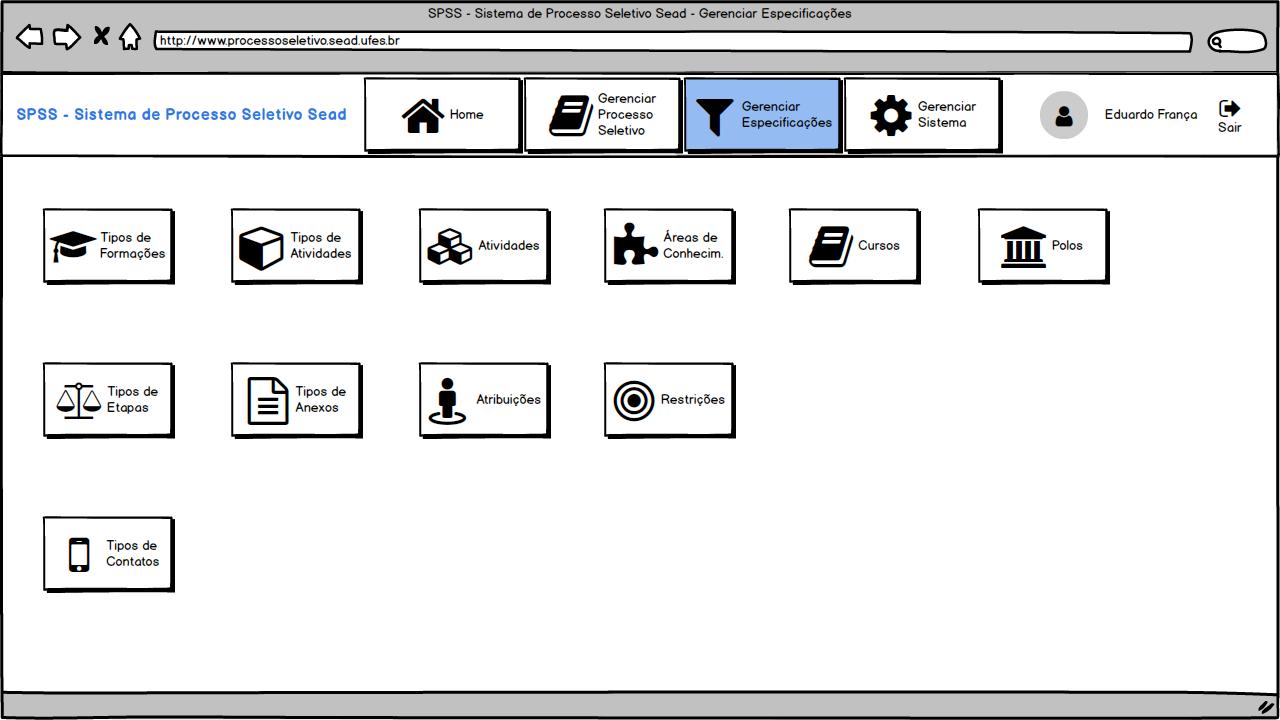 SPSS - Sistema de Processo Seletivo Sead - Gerenciar Especificações
http://www.processoseletivo.sead.ufes.br
SPSS - Sistema de Processo Seletivo Sead
Home
Gerenciar
Processo
Seletivo
Gerenciar
Especificações
Gerenciar
Sistema
Eduardo França
Sair
Tipos de
Formações
Tipos de
Atividades
Atividades
Áreas de
Conhecim.
Cursos
Polos
Tipos de
Etapas
Tipos de
Anexos
Atribuições
Restrições
Tipos de
Contatos